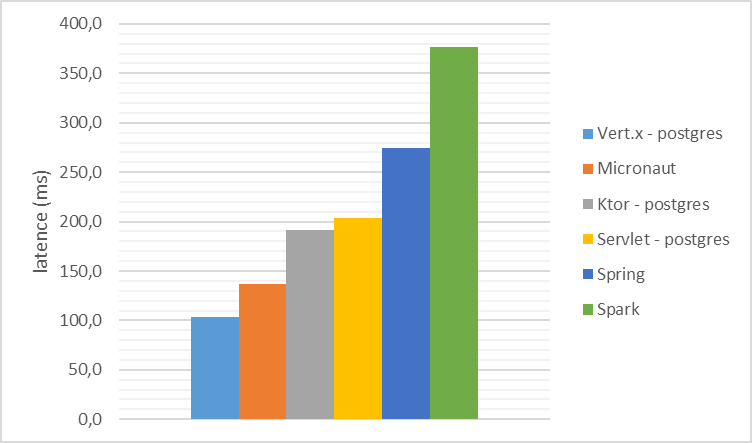 400,0
350,0
300,0
250,0
200,0
150,0
100,0
50,0
0,0
latence (ms)
Vert.x - postgres
Micronaut
Ktor - postgres
Servlet - postgres
Spring
Spark